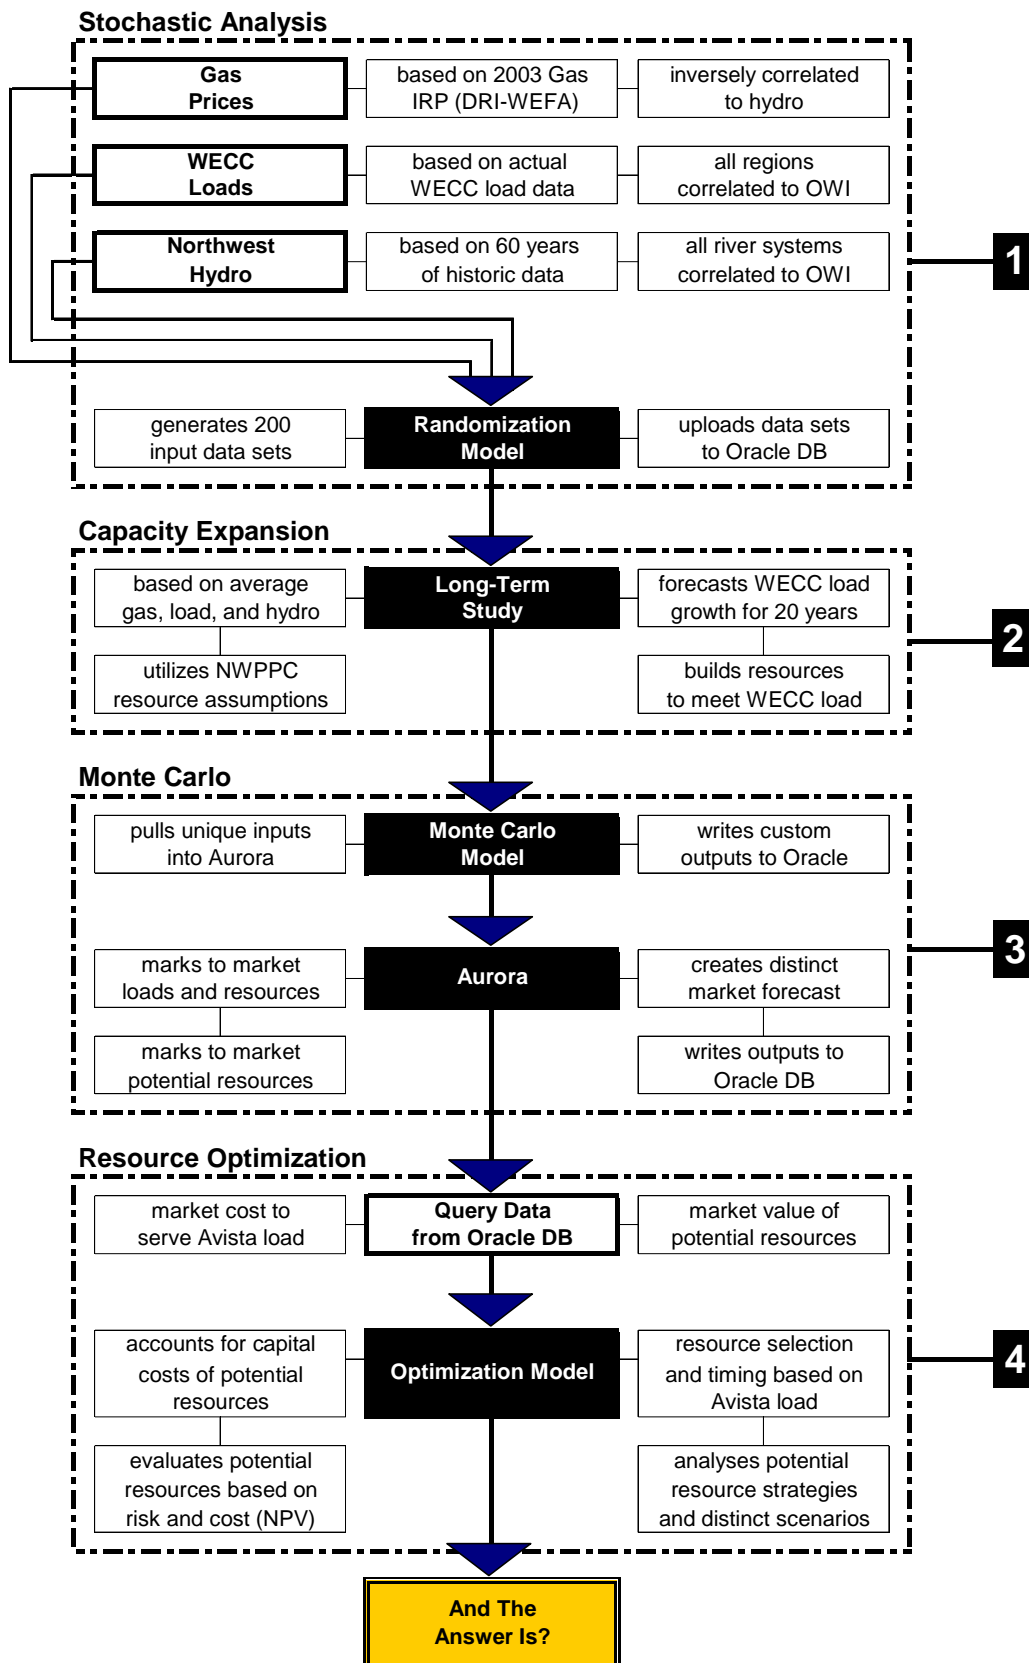 Stochastic Analysis
Gas
Prices
based on 2003 Gas
IRP (DRI-WEFA)
inversely correlated
to hydro
WECC
Loads
based on actual
WECC load data
all regions
correlated to OWI
Northwest
Hydro
based on 60 years
of historic data
all river systems
correlated to OWI
1
generates 200
input data sets
Randomization
Model
uploads data sets
to Oracle DB
Capacity Expansion
based on average
gas, load, and hydro
Long-Term
Study
forecasts WECC load
growth for 20 years
utilizes NWPPC
resource assumptions
builds resources
to meet WECC load
2
Monte Carlo
pulls unique inputs
into Aurora
Monte Carlo
Model
writes custom
outputs to Oracle
marks to market
loads and resources
Aurora
creates distinct
market forecast
marks to market
potential resources
writes outputs to
Oracle DB
3
Resource Optimization
market cost to
serve Avista load
Query Data
from Oracle DB
market value of
potential resources
accounts for capital
costs of potential
resources
Optimization Model
resource selection
and timing based on
Avista load
evaluates potential
resources based on
risk and cost (NPV)
analyses potential
resource strategies
and distinct scenarios
4
And The
Answer Is?